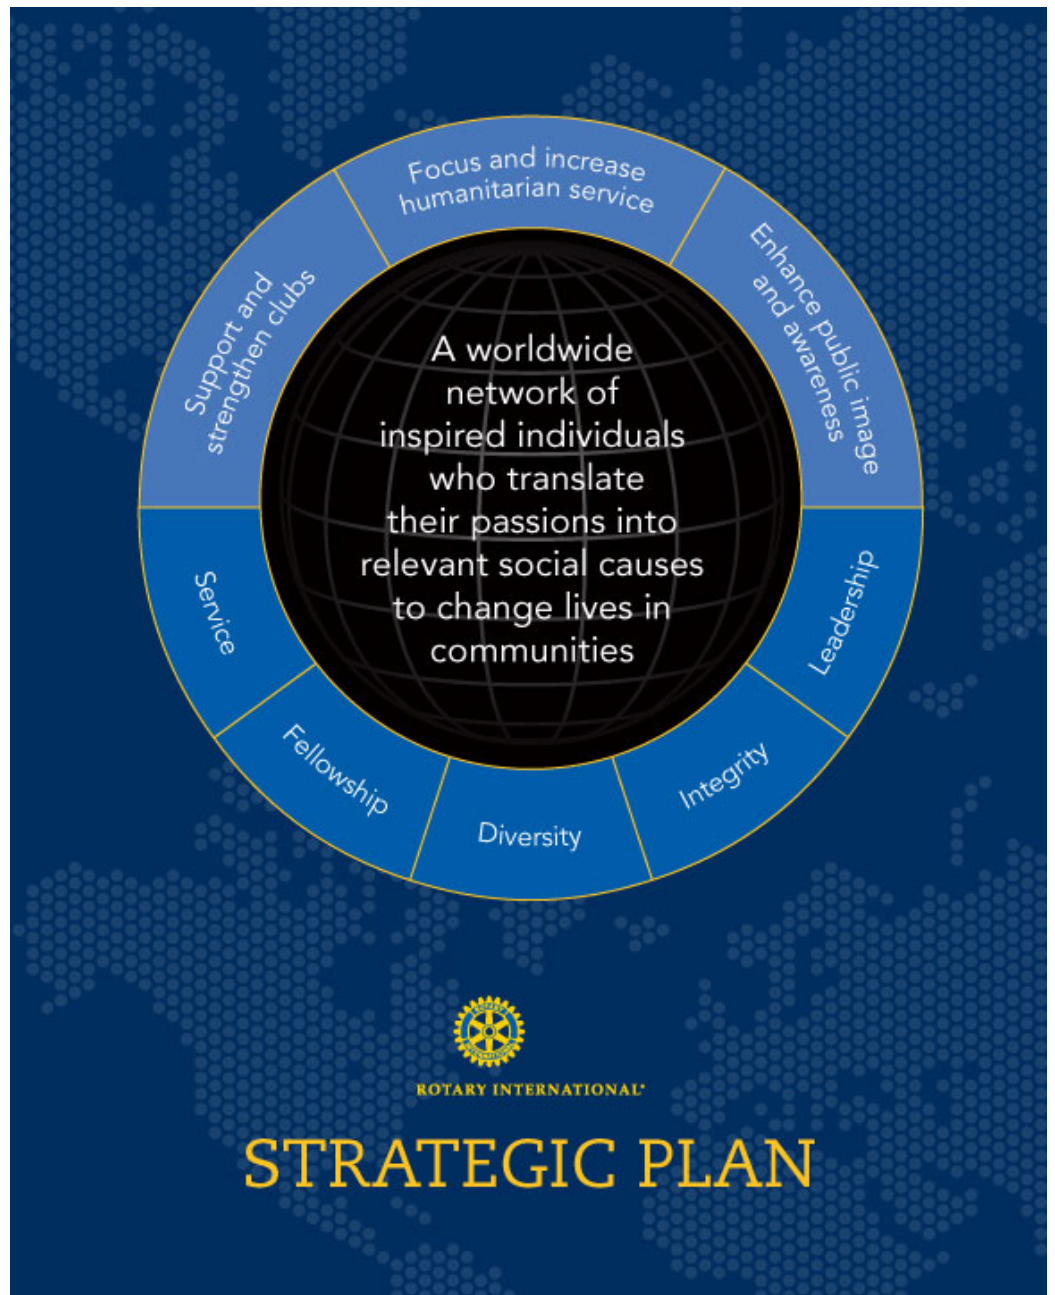 Focus and increase
humanitarian service
Support and
strengthen clubs
Enhance public image
and awareness
A worldwide
network of
inspired individuals
who translate
their passions into
relevant social causes
to change lives in
communities
Service
Fellowship
Diversity
Integrity
Leadership
ROTARY
INTERNATIONAL
ROTARY INTERNATIONAL®
STRATEGIC PLAN